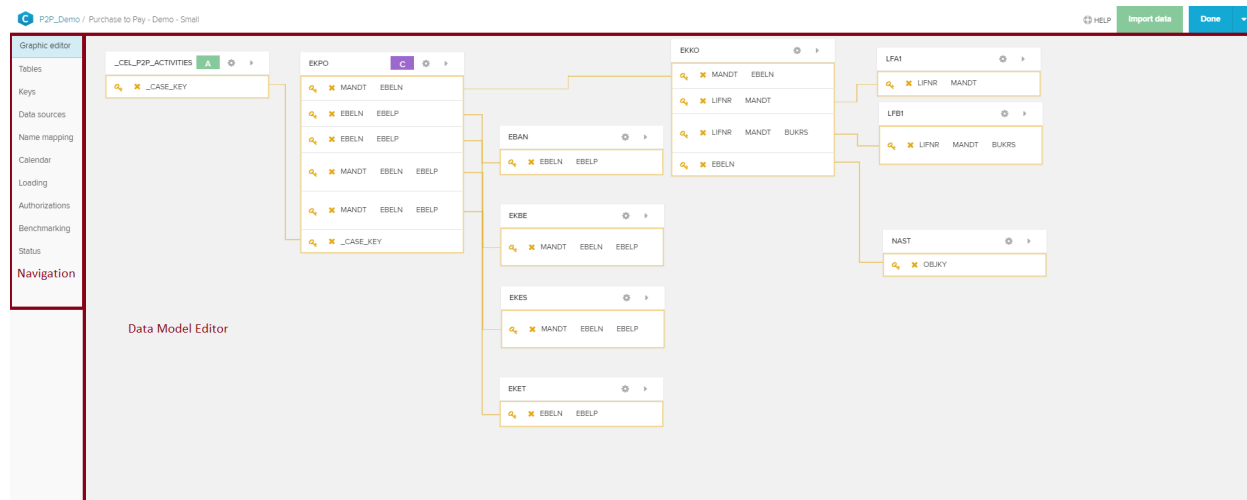 C P2P_Demo / Purchase to Pay - Demo - Small
HELP
Import data
Done
Graphic editor
Tables
Keys
Data sources
Name mapping
Calendar
Loading
Authorizations
Benchmarking
Status
Navigation
Data Model Editor
_CEL_P2P_ACTIVITIES A
_CASE_KEY
EKPO C
MANDT EBELN
EBELN EBELP
EBELN EBELP
MANDT EBELN EBELP
MANDT EBELN EBELP
_CASE_KEY
EBAN
EBELN EBELP
EKBE
MANDT EBELN EBELP
EKES
MANDT EBELN EBELP
EKET
EBELN EBELP
EKKO
MANDT EBELN
LIFNR MANDT
LIFNR MANDT BUKRS
EBELN
LFA1
LIFNR MANDT
LFB1
LIFNR MANDT BUKRS
NAST
OBJKY